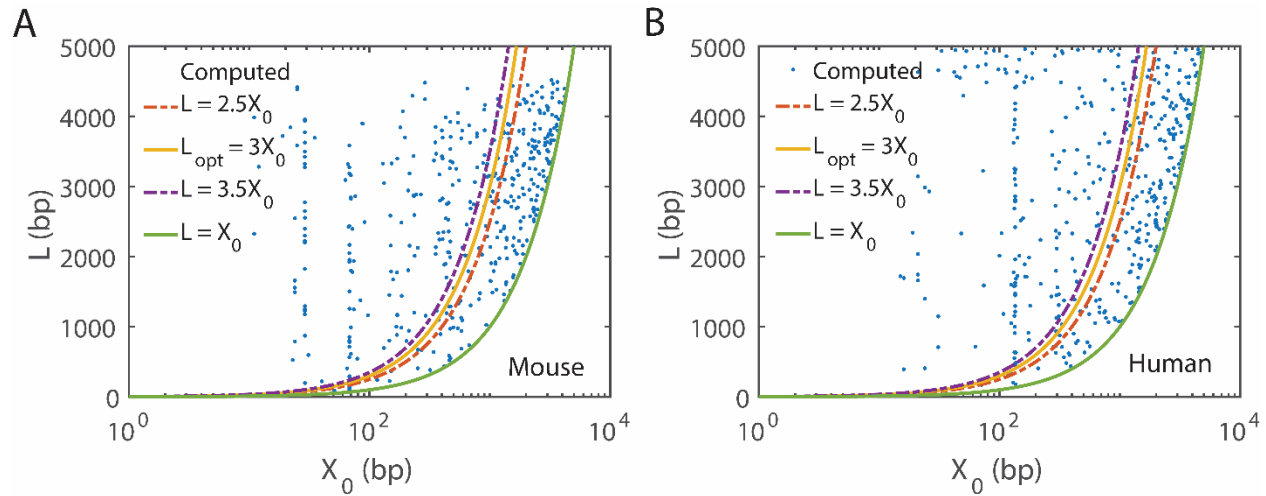 A
5000
4000
3000
2000
1000
0
L (bp)
Computed
L = 2.5X0
Lopt = 3X0
L = 3.5X0
L = X0
Mouse
10^0
10^2
10^4
X0 (bp)
B
5000
4000
3000
2000
1000
0
L (bp)
Computed
L = 2.5X0
Lopt = 3X0
L = 3.5X0
L = X0
Human
10^0
10^2
10^4
X0 (bp)